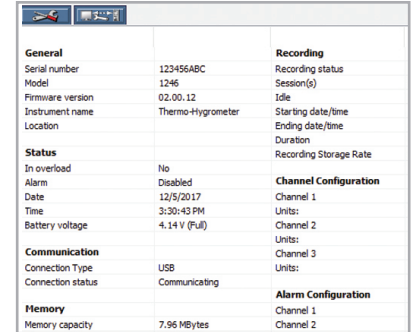 General
Serial number 123456ABC
Model 1246
Firmware version 02.00.12
Instrument name Thermo-Hygrometer
Location
Status
In overload No
Alarm Disabled
Date 12/5/2017
Time 3:30:43 PM
Battery voltage 4.14 V (Full)
Communication
Connection Type USB
Connection status Communicating
Memory
Memory capacity 7.96 MBytes
Recording
Recording status
Session(s)
Idle
Starting date/time
Ending date/time
Duration
Recording Storage Rate
Channel Configuration
Channel 1
Units:
Channel 2
Units:
Channel 3
Units:
Alarm Configuration
Channel 1
Channel 2